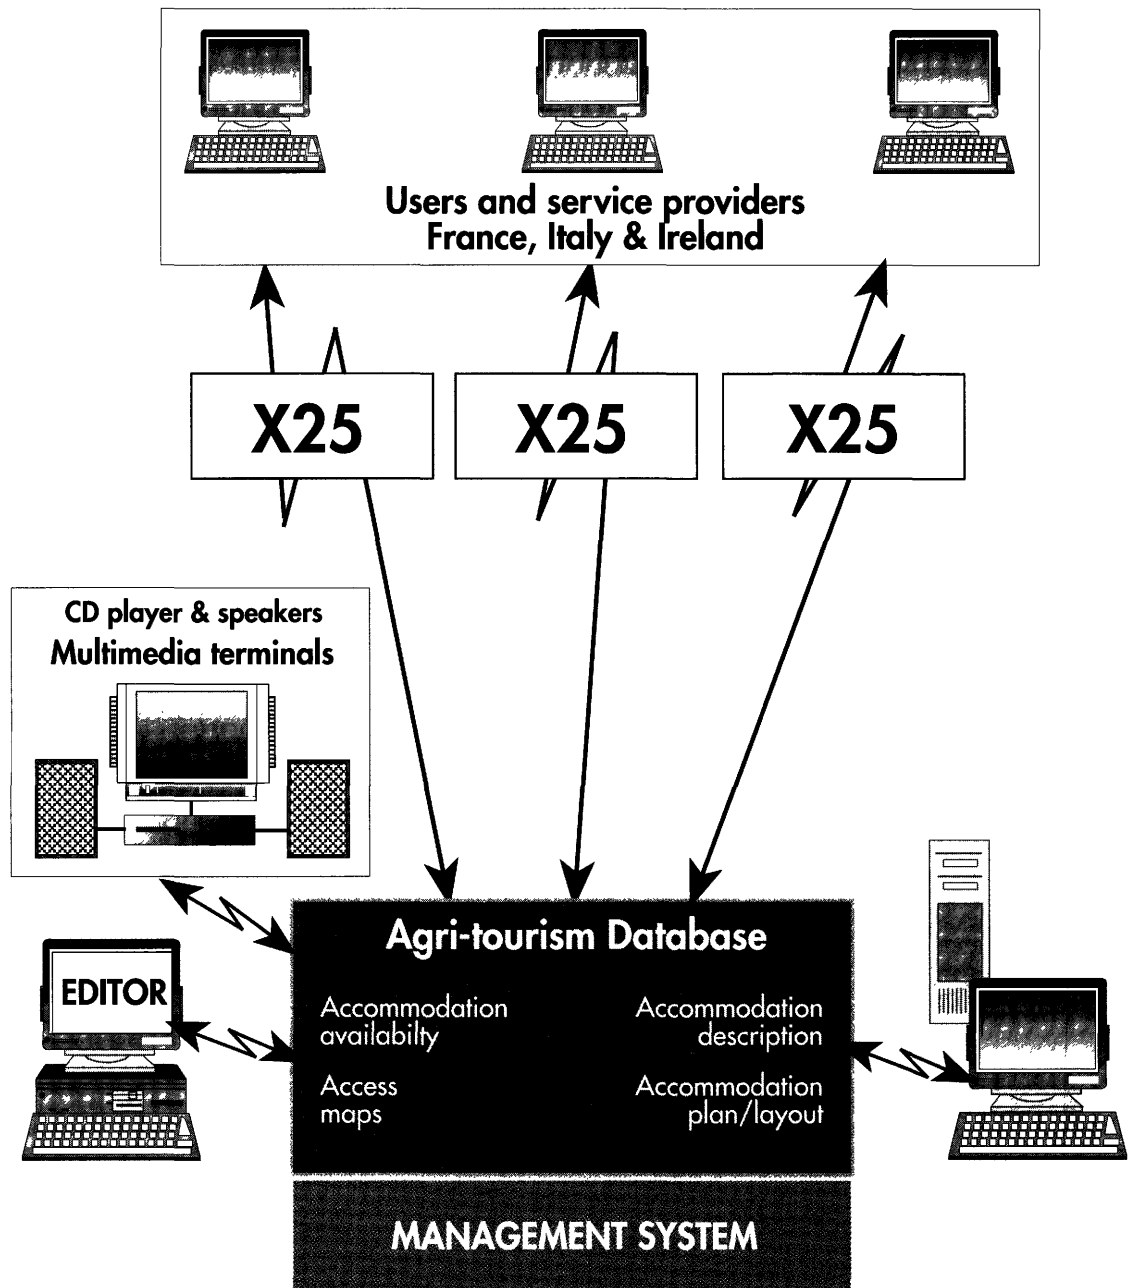 Users and service providers
France, Italy & Ireland
X25
X25
X25
CD player & speakers
Multimedia terminals
Agri-tourism Database
EDITOR
Accommodation
availabilty
Accommodation
description
Access
maps
Accommodation
plan/layout
MANAGEMENT SYSTEM